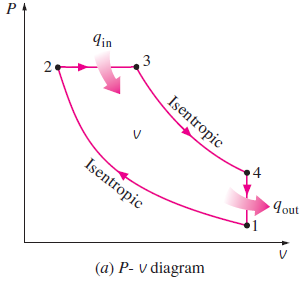 P
q_in
2
3
Isentropic
v
Isentropic
4
q_out
1
v
(a) P- v diagram